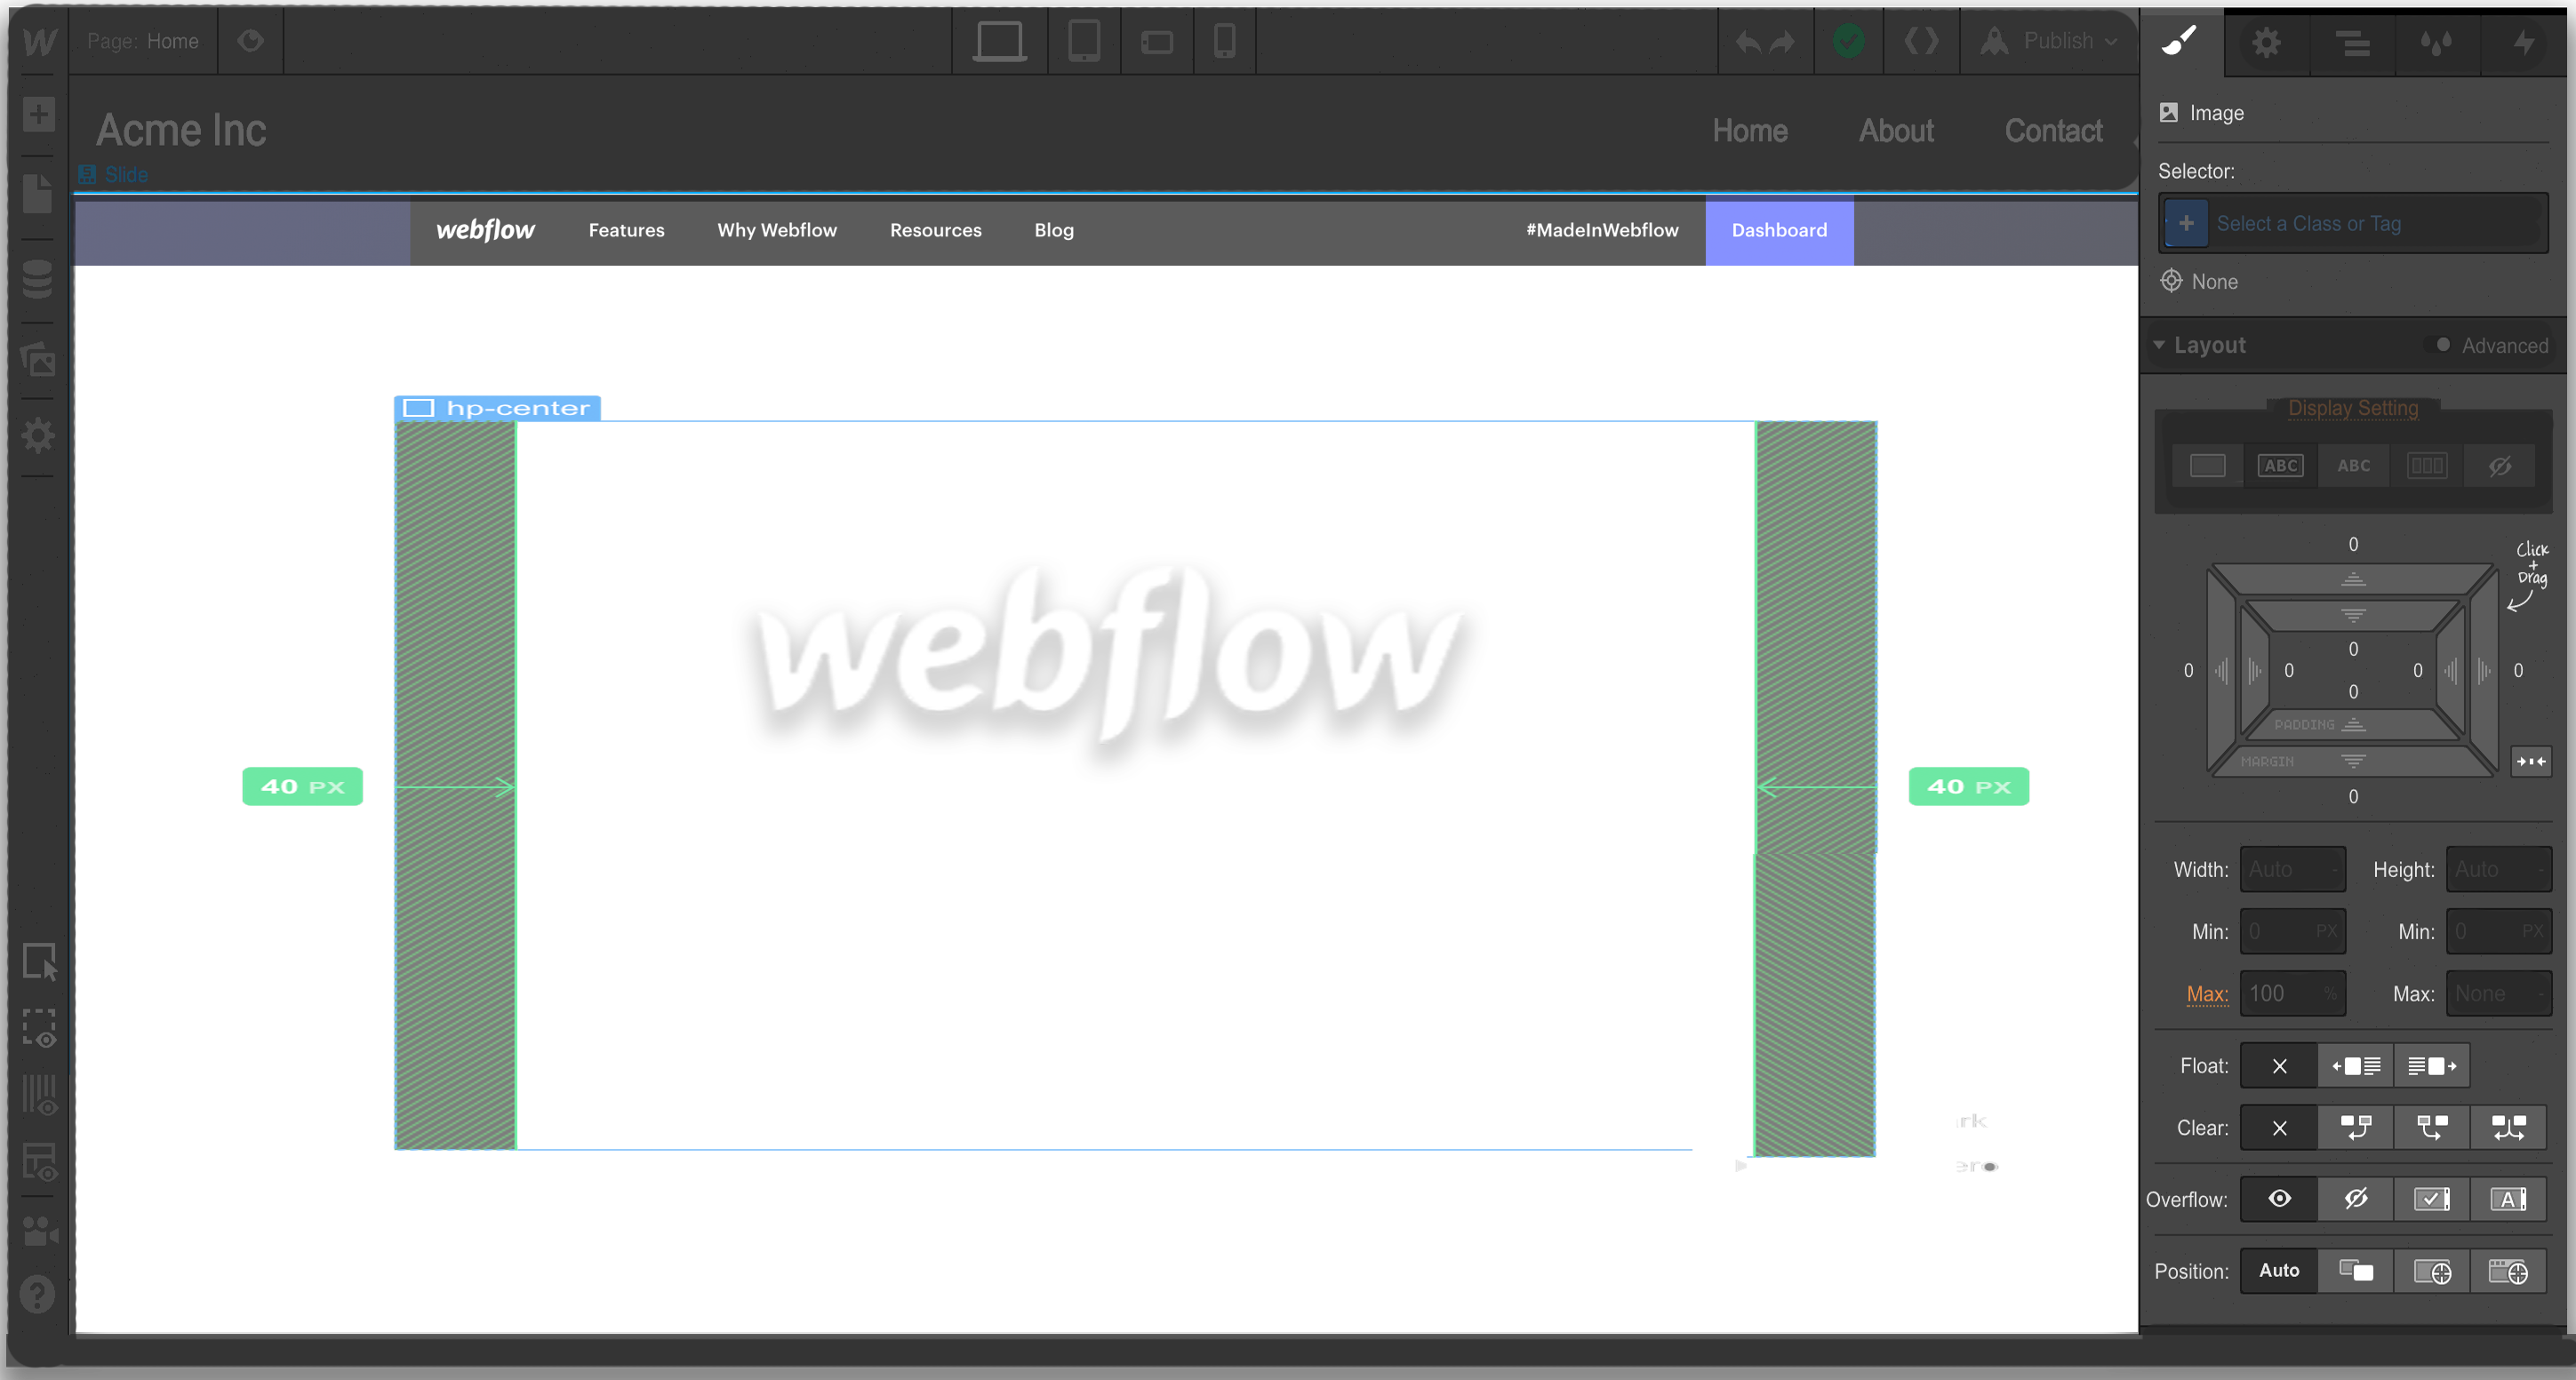 Page: Home
Publish
Acme Inc
Home About Contact
Slide
webflow Features Why Webflow Resources Blog #MadeInWebflow Dashboard
hp-center
webflow
40 PX
40 PX
rk
ero
Image
Selector:
+ Select a Class or Tag
None
Layout Advanced
Display Setting
ABC ABC
0
Click
+
Drag
0
0 0 0 0
0
PADDING
MARGIN
0
Width: Auto - Height: Auto -
Min: 0 PX Min: 0 PX
Max: 100 % Max: None -
Float:
Clear:
Overflow: A
Position: Auto